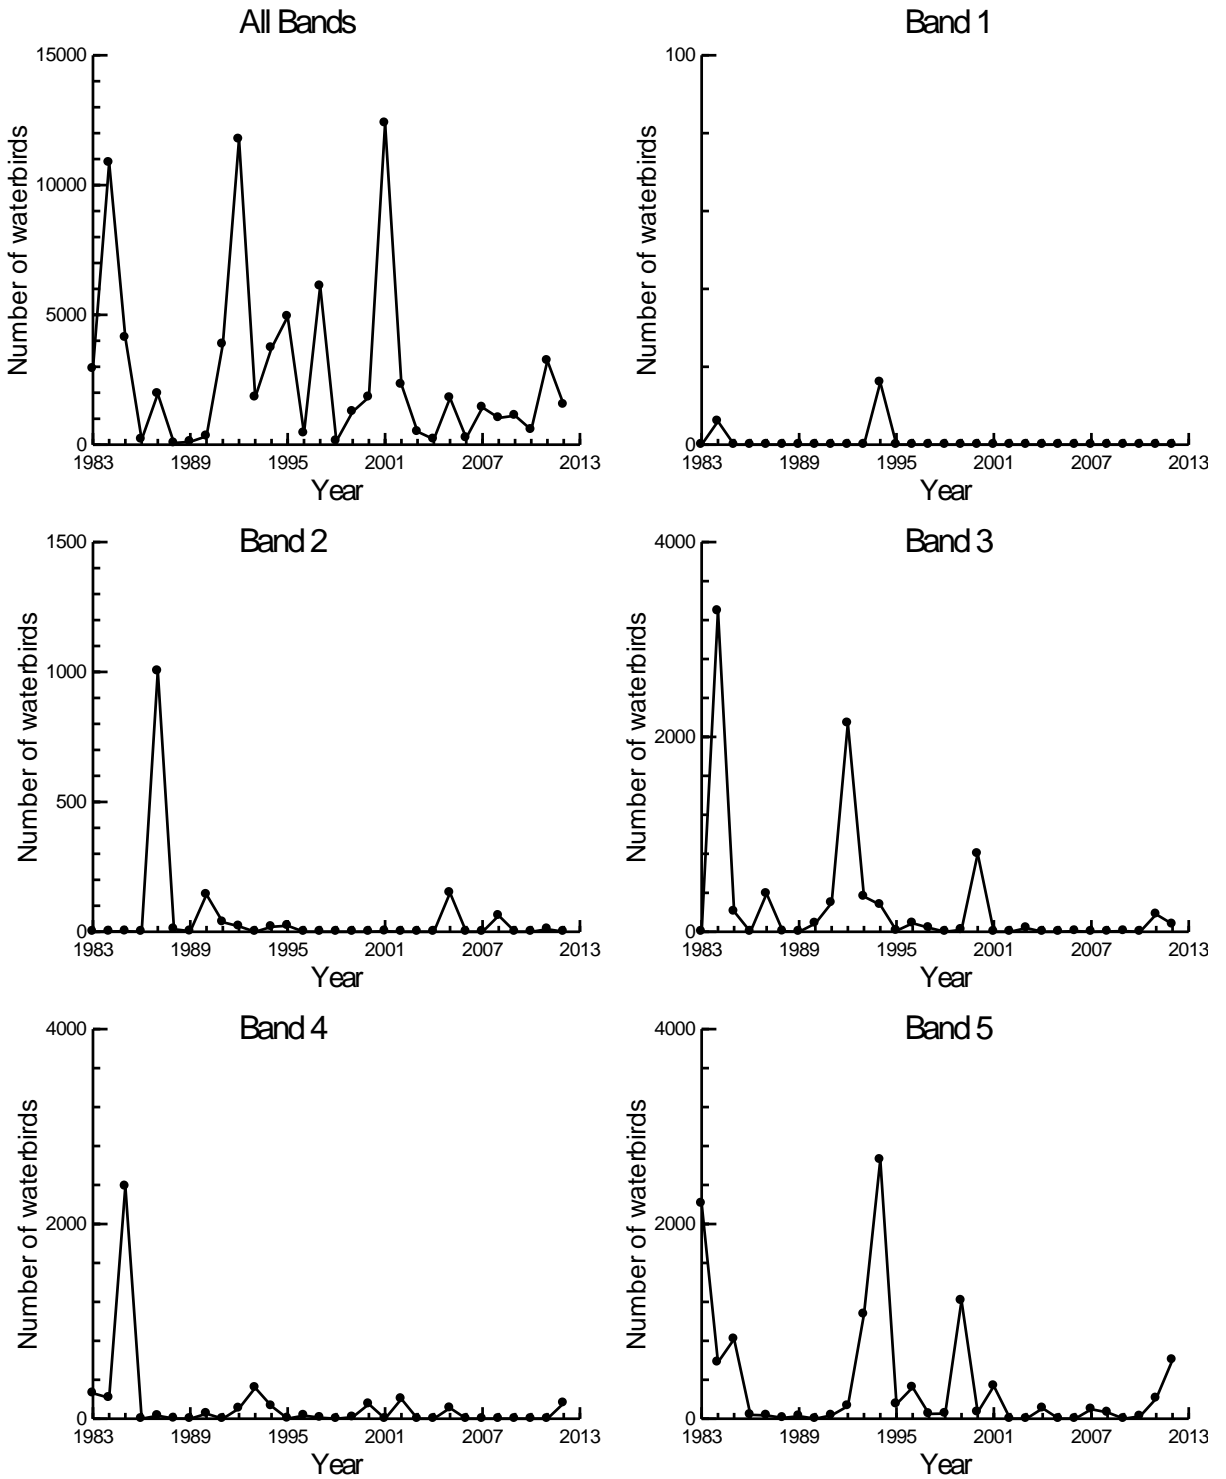 All Bands
15000
10000
5000
0
Number of waterbirds
1983 1989 1995 2001 2007 2013
Year
Band 1
100
0
Number of waterbirds
1983 1989 1995 2001 2007 2013
Year
Band 2
1500
1000
500
0
Number of waterbirds
1983 1989 1995 2001 2007 2013
Year
Band 3
4000
2000
0
Number of waterbirds
1983 1989 1995 2001 2007 2013
Year
Band 4
4000
2000
0
Number of waterbirds
1983 1989 1995 2001 2007 2013
Year
Band 5
4000
2000
0
Number of waterbirds
1983 1989 1995 2001 2007 2013
Year